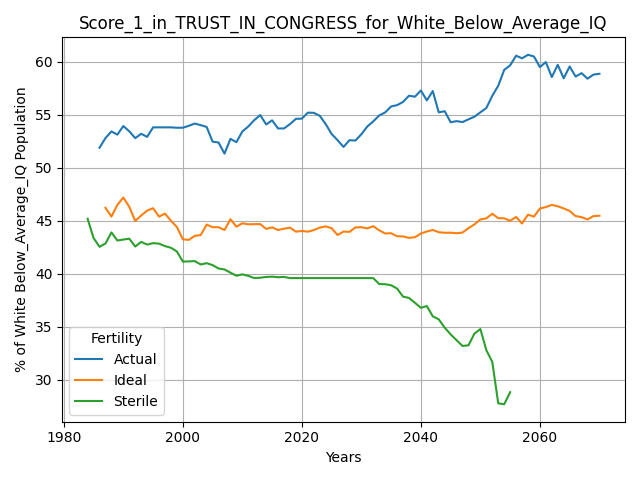 Score_1_in_TRUST_IN_CONGRESS_for_White_Below_Average_IQ
% of White Below_Average_IQ Population
60
55
50
45
40
35
30
Fertility
Actual
Ideal
Sterile
1980
2000
2020
2040
2060
Years